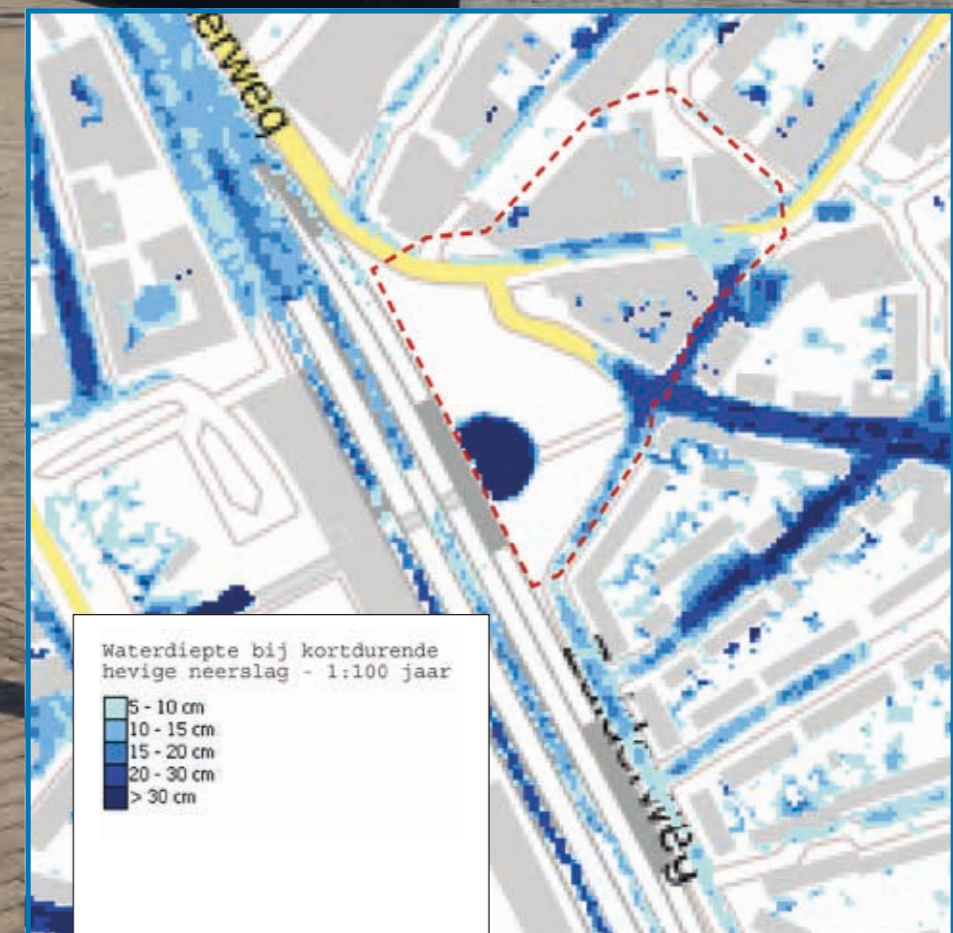 erweg
Waterdiepte bij kortdurende
hevige neerslag - 1:100 jaar
5 - 10 cm
10 - 15 cm
15 - 20 cm
20 - 30 cm
> 30 cm